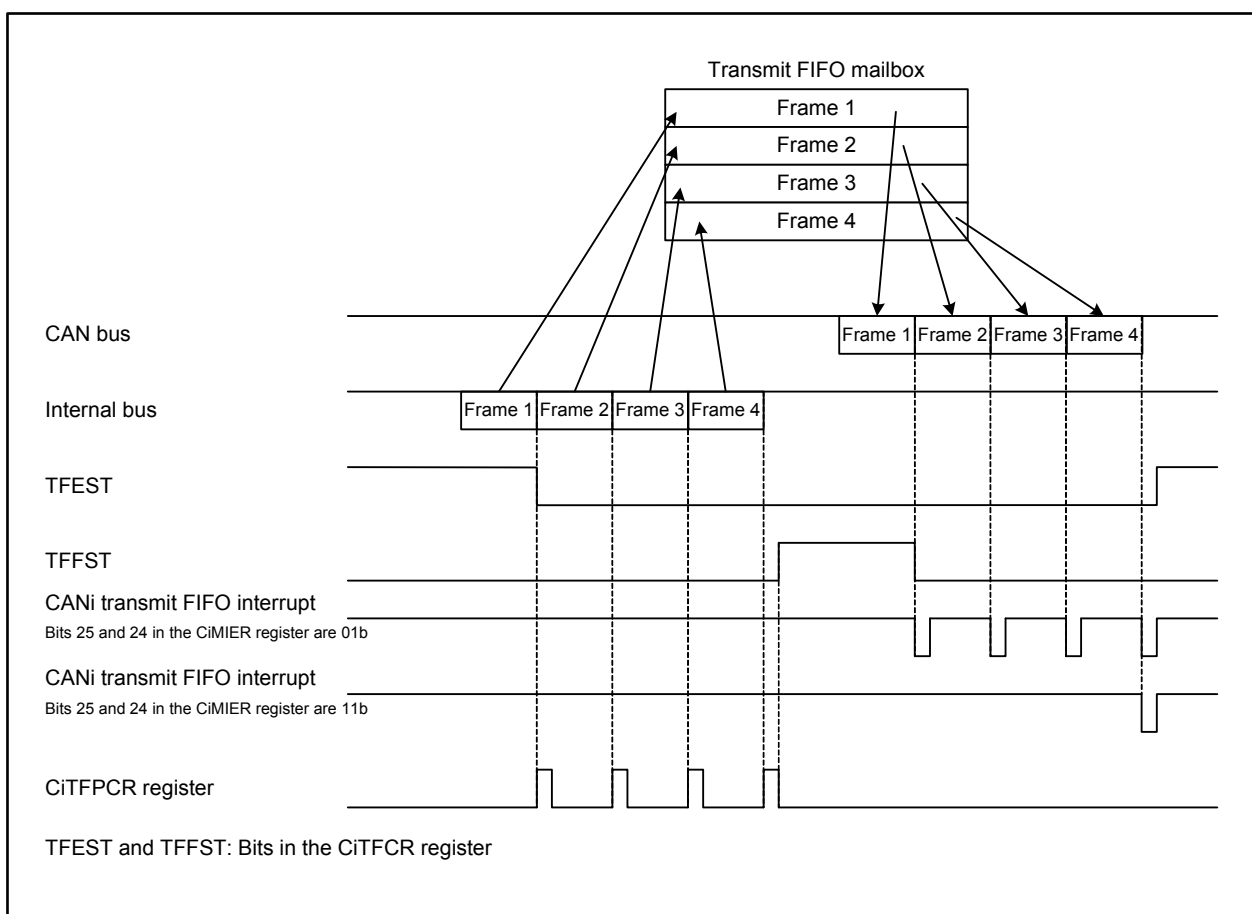 Transmit FIFO mailbox
Frame 1
Frame 2
Frame 3
Frame 4
CAN bus
Frame 1 Frame 2 Frame 3 Frame 4
Internal bus
Frame 1 Frame 2 Frame 3 Frame 4
TFEST
TFFST
CANi transmit FIFO interrupt
Bits 25 and 24 in the CiMIER register are 01b
CANi transmit FIFO interrupt
Bits 25 and 24 in the CiMIER register are 11b
CiTFPCR register
TFEST and TFFST: Bits in the CiTFCR register